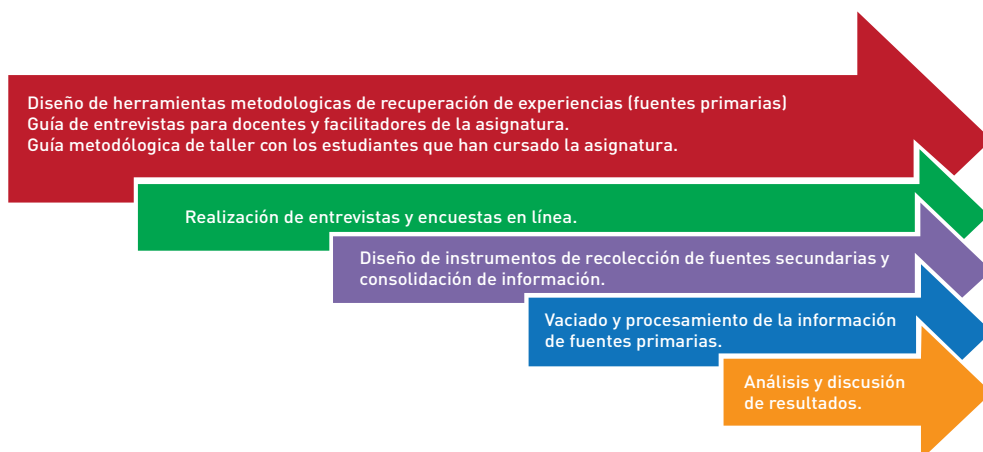 Diseño de herramientas metodologicas de recuperación de experiencias (fuentes primarias)
Guía de entrevistas para docentes y facilitadores de la asignatura.
Guía metodólogica de taller con los estudiantes que han cursado la asignatura.
Realización de entrevistas y encuestas en línea.
Diseño de instrumentos de recolección de fuentes secundarias y
consolidación de información.
Vaciado y procesamiento de la información
de fuentes primarias.
Análisis y discusión
de resultados.